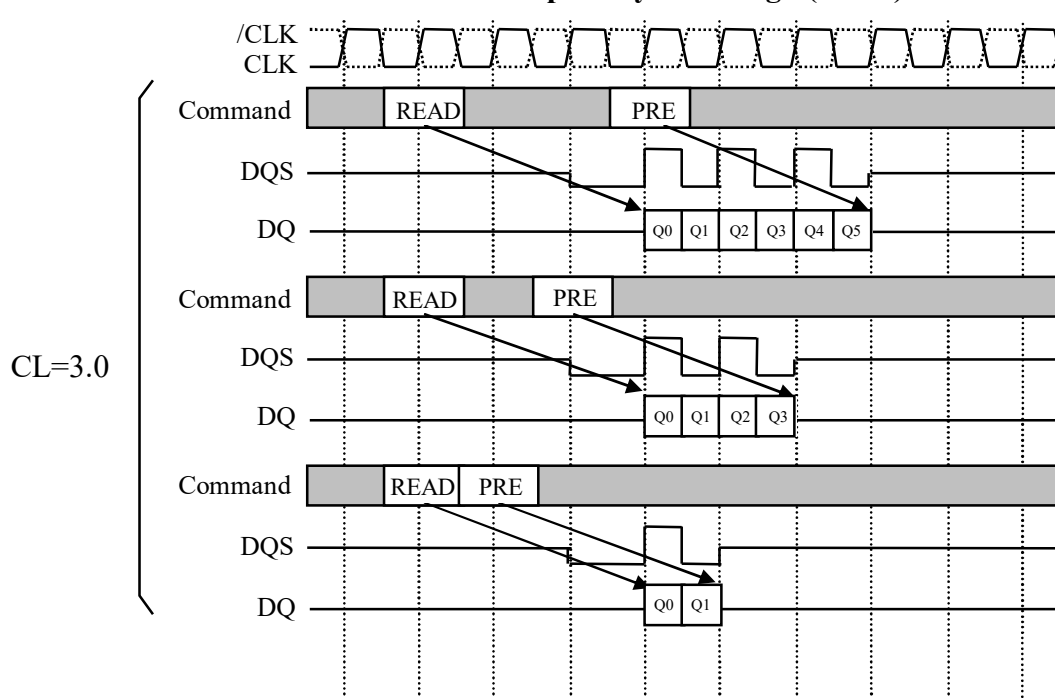 /CLK
CLK
Command READ PRE
DQS
DQ Q0 Q1 Q2 Q3 Q4 Q5
Command READ PRE
DQS
CL=3.0
DQ Q0 Q1 Q2 Q3
Command READ PRE
DQS
DQ Q0 Q1